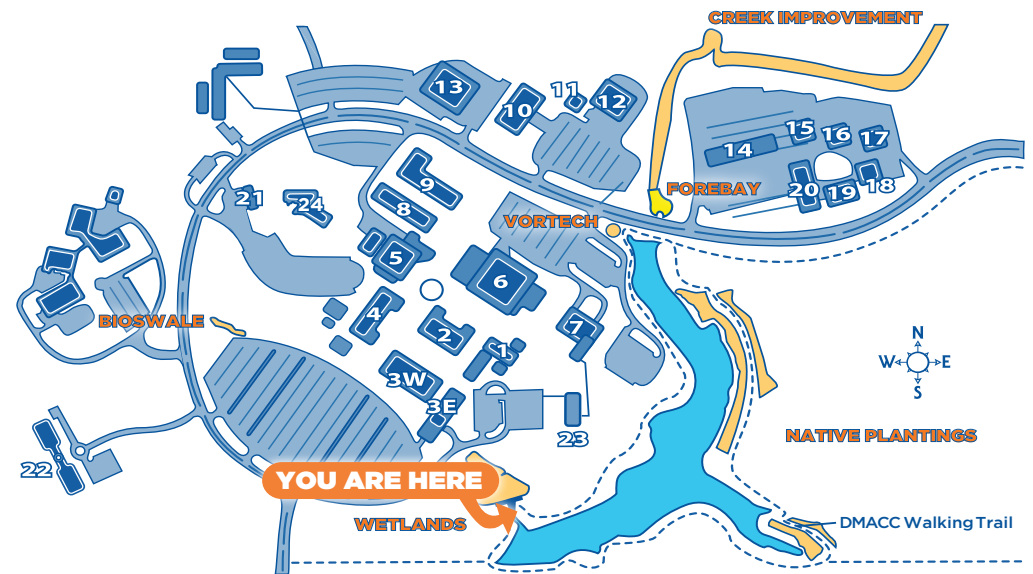 CREEK IMPROVEMENT
13
10
11
12
15
16
17
14
9
FOREBAY
20
19
18
21
24
8
VORTECH
5
6
BIOSWALE
4
2
7
1
N
W
E
S
3W
3E
23
NATIVE PLANTINGS
22
YOU ARE HERE
WETLANDS
DMACC Walking Trail